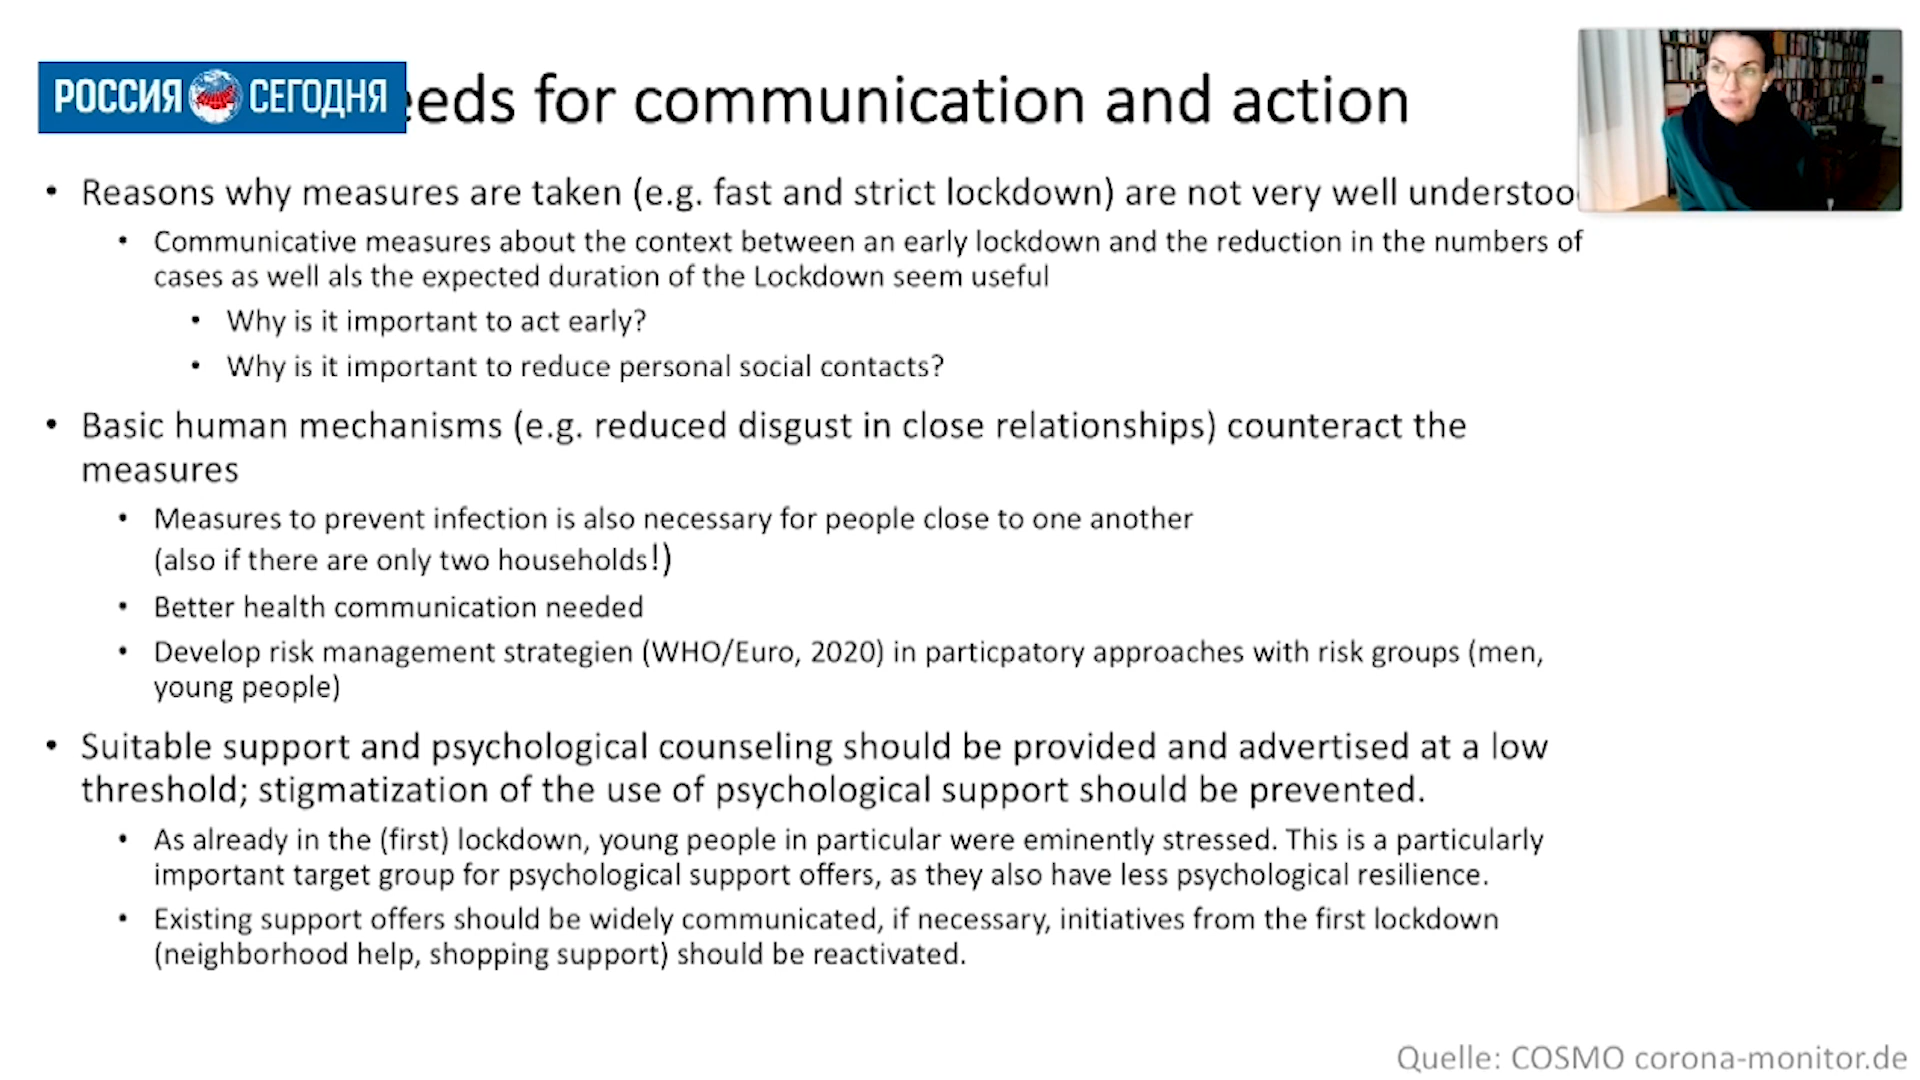 РОССИЯ СЕГОДНЯ
eeds for communication and action
• Reasons why measures are taken (e.g. fast and strict lockdown) are not very well understoo
• Communicative measures about the context between an early lockdown and the reduction in the numbers of
cases as well als the expected duration of the Lockdown seem useful
• Why is it important to act early?
• Why is it important to reduce personal social contacts?
• Basic human mechanisms (e.g. reduced disgust in close relationships) counteract the
measures
• Measures to prevent infection is also necessary for people close to one another
(also if there are only two households!)
• Better health communication needed
• Develop risk management strategien (WHO/Euro, 2020) in particpatory approaches with risk groups (men,
young people)
• Suitable support and psychological counseling should be provided and advertised at a low
threshold; stigmatization of the use of psychological support should be prevented.
• As already in the (first) lockdown, young people in particular were eminently stressed. This is a particularly
important target group for psychological support offers, as they also have less psychological resilience.
• Existing support offers should be widely communicated, if necessary, initiatives from the first lockdown
(neighborhood help, shopping support) should be reactivated.
Quelle: COSMO corona-monitor.de